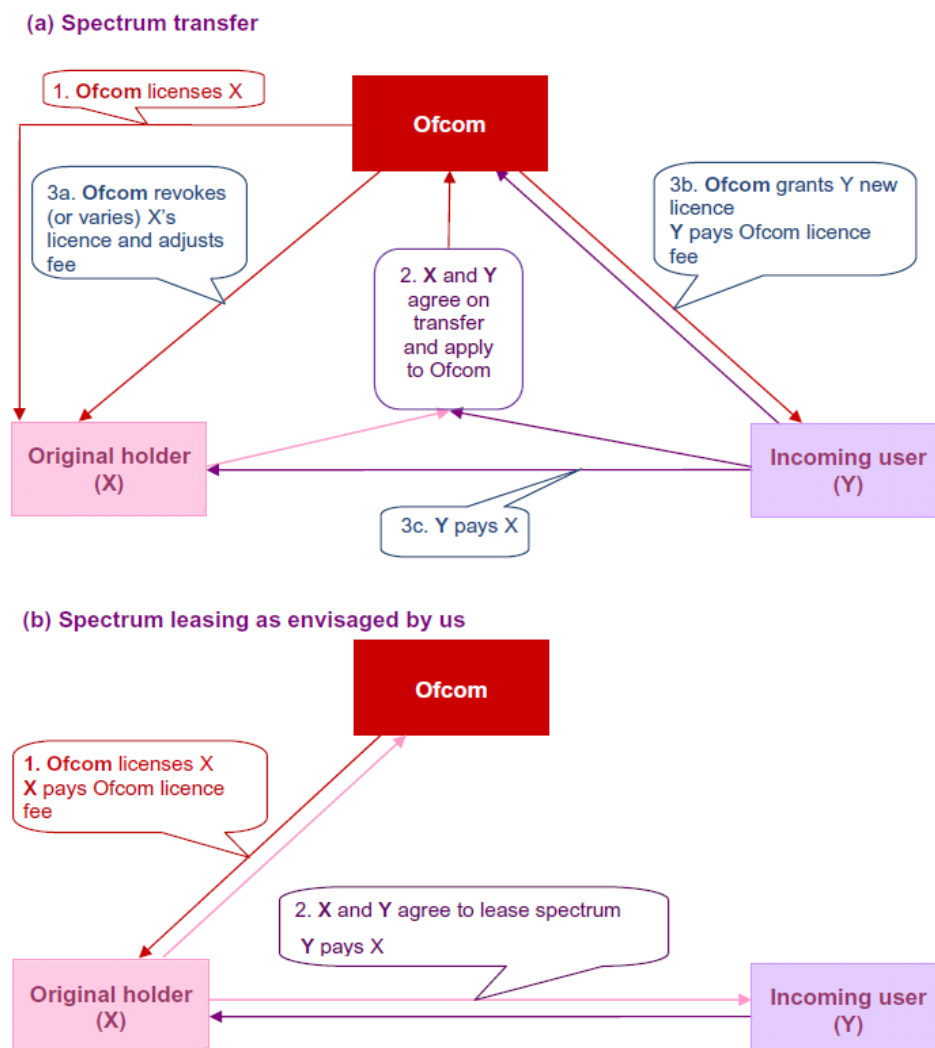 (a) Spectrum transfer
1. Ofcom licenses X
Ofcom
3a. Ofcom revokes
(or varies) X's
licence and adjusts
fee
3b. Ofcom grants Y new
licence
Y pays Ofcom licence
fee
2. X and Y
agree on
transfer
and apply
to Ofcom
Original holder
(X)
Incoming user
(Y)
3c. Y pays X
(b) Spectrum leasing as envisaged by us
Ofcom
1. Ofcom licenses X
X pays Ofcom licence
fee
2. X and Y agree to lease spectrum
Y pays X
Original holder
(X)
Incoming user
(Y)